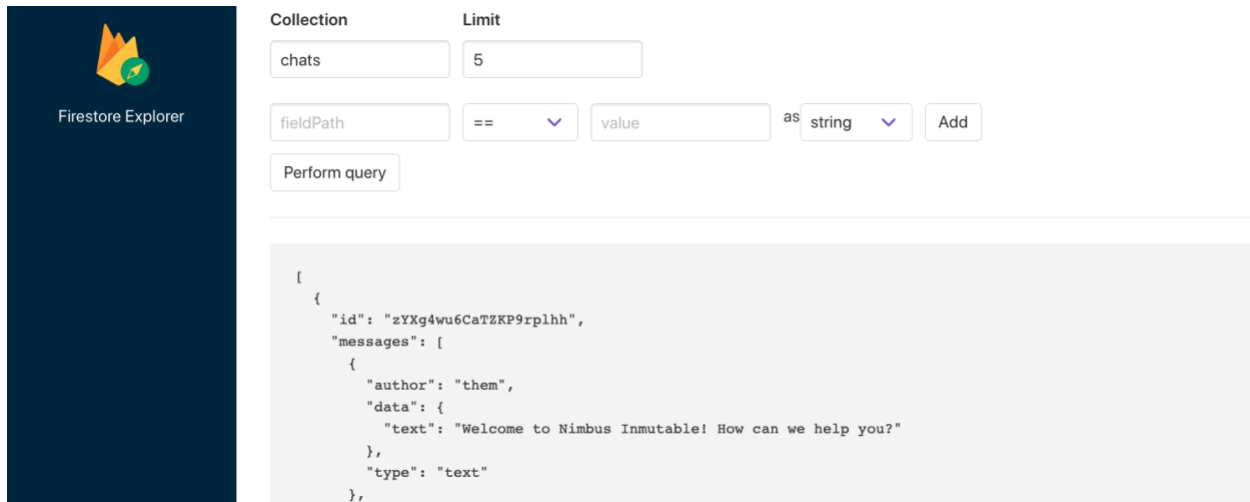 Collection Limit
chats 5
Firestore Explorer
fieldPath == value as string Add
Perform query
[
{
"id": "zYXg4wu6CaTZKP9rplhh",
"messages": [
{
"author": "them",
"data": {
"text": "Welcome to Nimbus Inmutable! How can we help you?"
},
"type": "text"
},